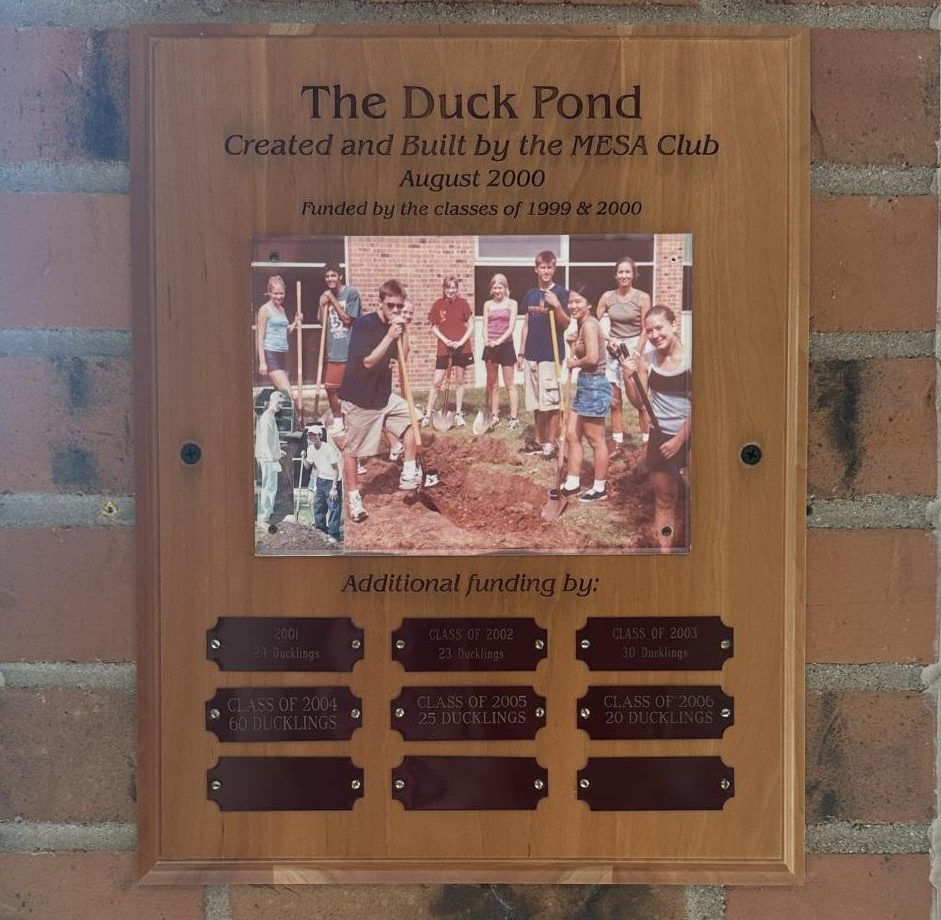 The Duck Pond
Created and Built by the MESA Club
August 2000
Funded by the classes of 1999 & 2000
Additional funding by:
2001
23 Ducklings
CLASS OF 2002
23 Ducklings
CLASS OF 2003
30 Ducklings
CLASS OF 2004
60 DUCKLINGS
CLASS OF 2005
25 DUCKLINGS
CLASS OF 2006
20 DUCKLINGS